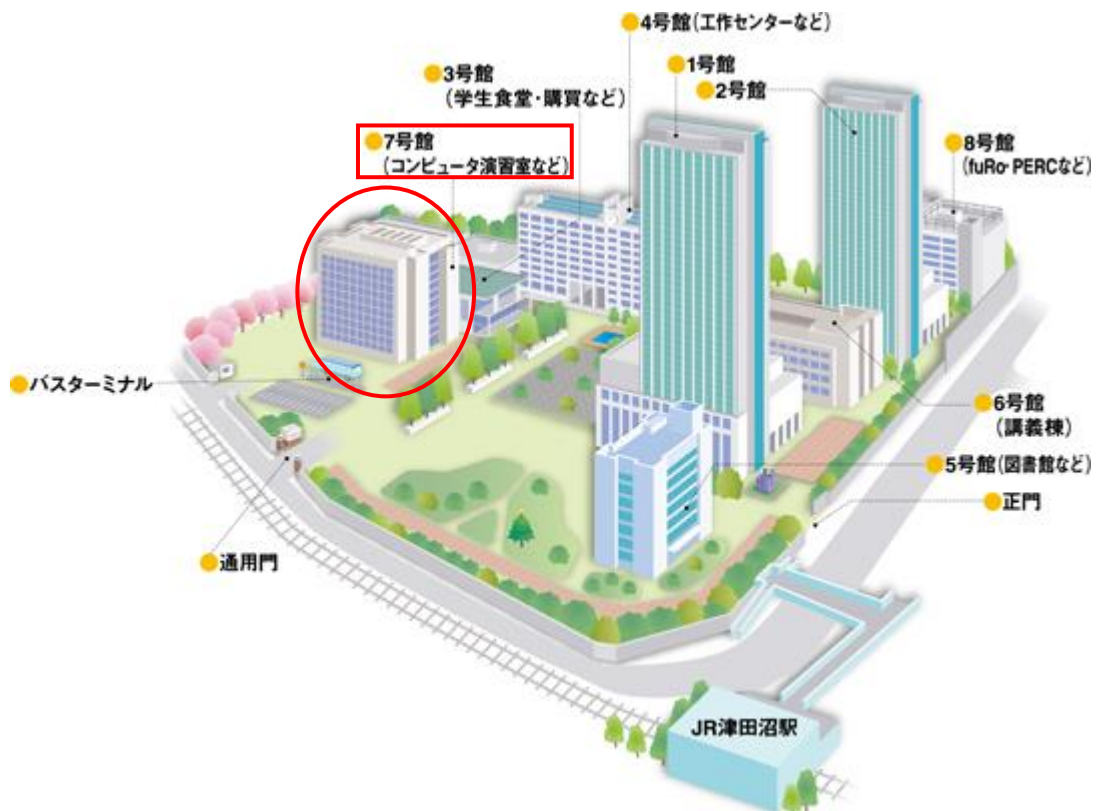 4号館(工作センターなど)
1号館
3号館
(学生食堂・購買など)
2号館
7号館
(コンピュータ演習室など)
8号館
(fuRo・PERCなど)
バスターミナル
6号館
(講義棟)
5号館(図書館など)
正門
通用門
JR津田沼駅